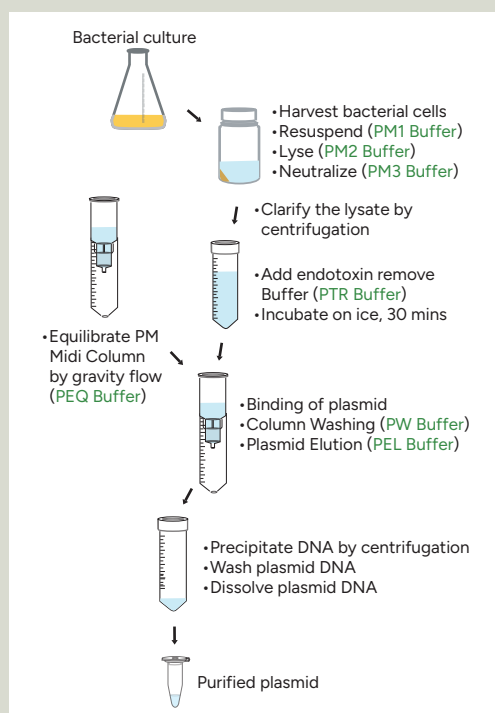 Bacterial culture
•Harvest bacterial cells
•Resuspend (PM1 Buffer)
•Lyse (PM2 Buffer)
•Neutralize (PM3 Buffer)
•Clarify the lysate by
centrifugation
•Add endotoxin remove
Buffer (PTR Buffer)
•Incubate on ice, 30 mins
•Equilibrate PM
Midi Column
by gravity flow
(PEQ Buffer)
•Binding of plasmid
•Column Washing (PW Buffer)
•Plasmid Elution (PEL Buffer)
•Precipitate DNA by centrifugation
•Wash plasmid DNA
•Dissolve plasmid DNA
Purified plasmid